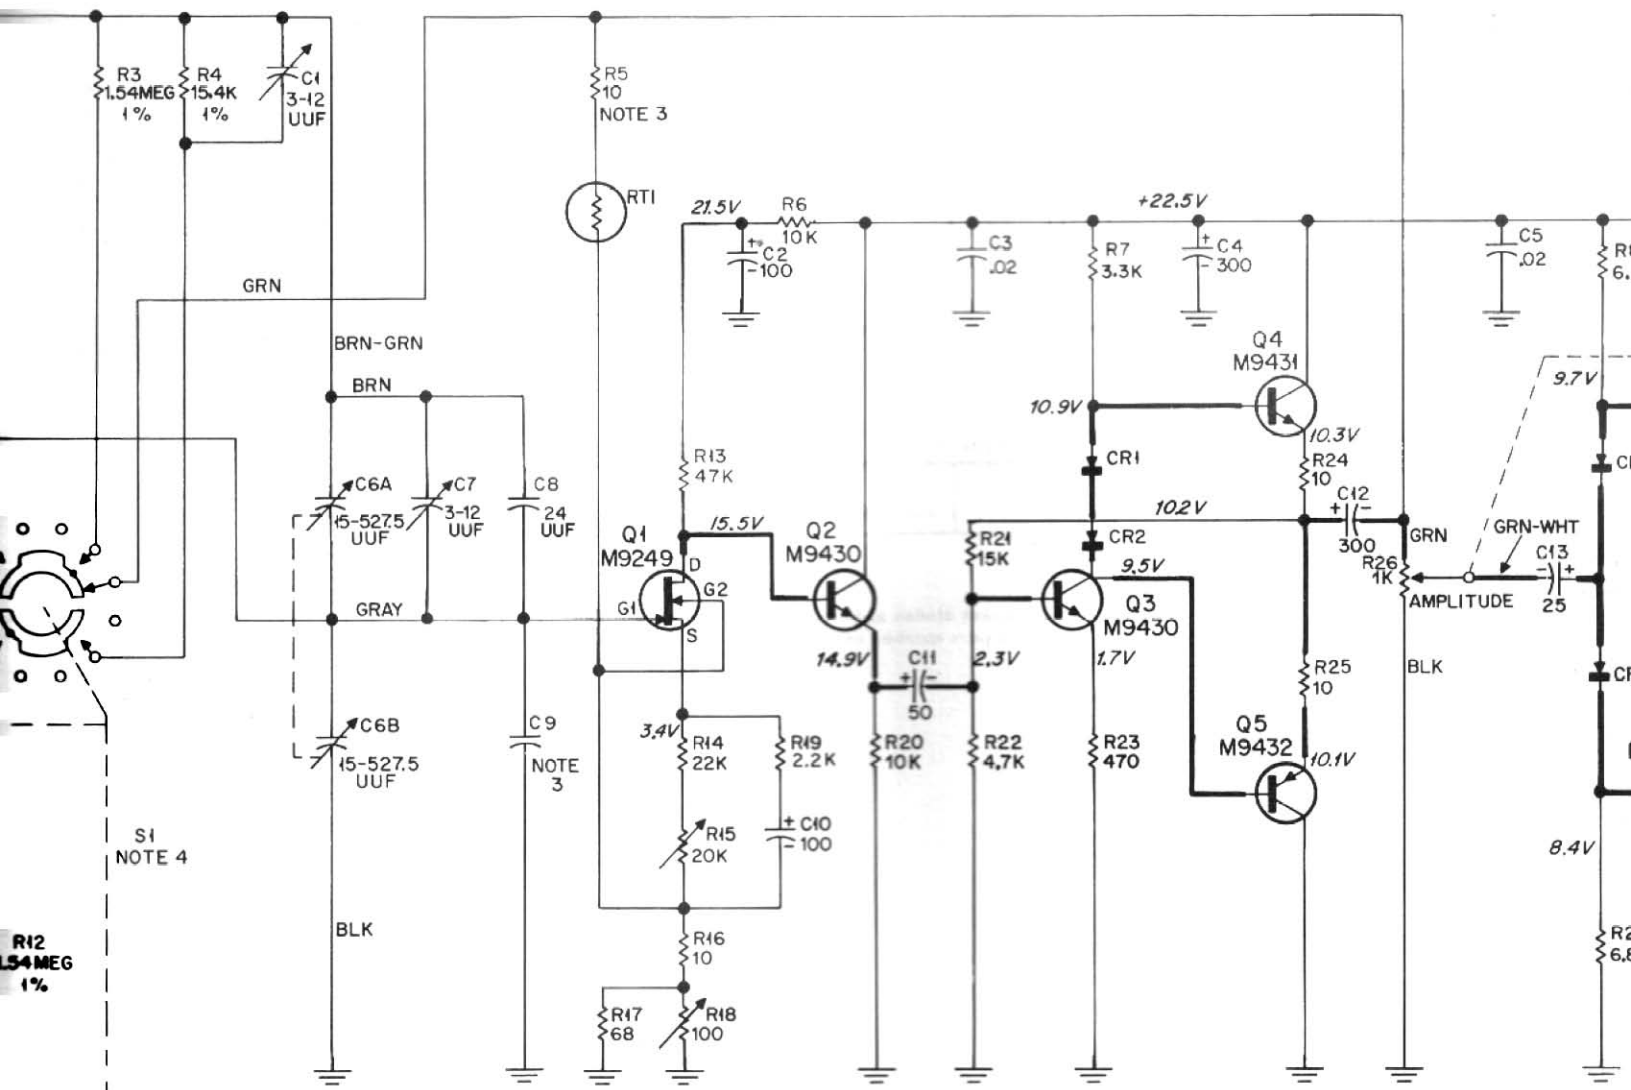 R3
1.54MEG
1%
R4
15.4K
1%
C1
3-12
UUF
R5
10
NOTE 3
RT1
21.5V
R6
10K
C2
+
-100
+22.5V
C3
.02
R7
3.3K
C4
+
- 300
C5
.02
GRN
BRN-GRN
BRN
Q4
M9431
9.7V
10.9V
10.3V
R13
47K
CR1
R24
10
C6A
15-527.5
UUF
C7
3-12
UUF
C8
24
UUF
15.5V
10.2V
C12
+ -
300
GRN
GRN-WHT
Q1
M9249
D
G2
G1
S
Q2
M9430
R21
15K
CR2
9.5V
R26
1K
AMPLITUDE
C13
- +
25
GRAY
Q3
M9430
14.9V
C11
+ -
50
2.3V
1.7V
R25
10
BLK
C6B
15-527.5
UUF
C9
NOTE
3
3.4V
R14
22K
R19
2.2K
R20
10K
R22
4.7K
R23
470
Q5
M9432
10.1V
S1
NOTE 4
R15
20K
C10
+
- 100
8.4V
R12
1.54MEG
1%
BLK
R16
10
R17
68
R18
100